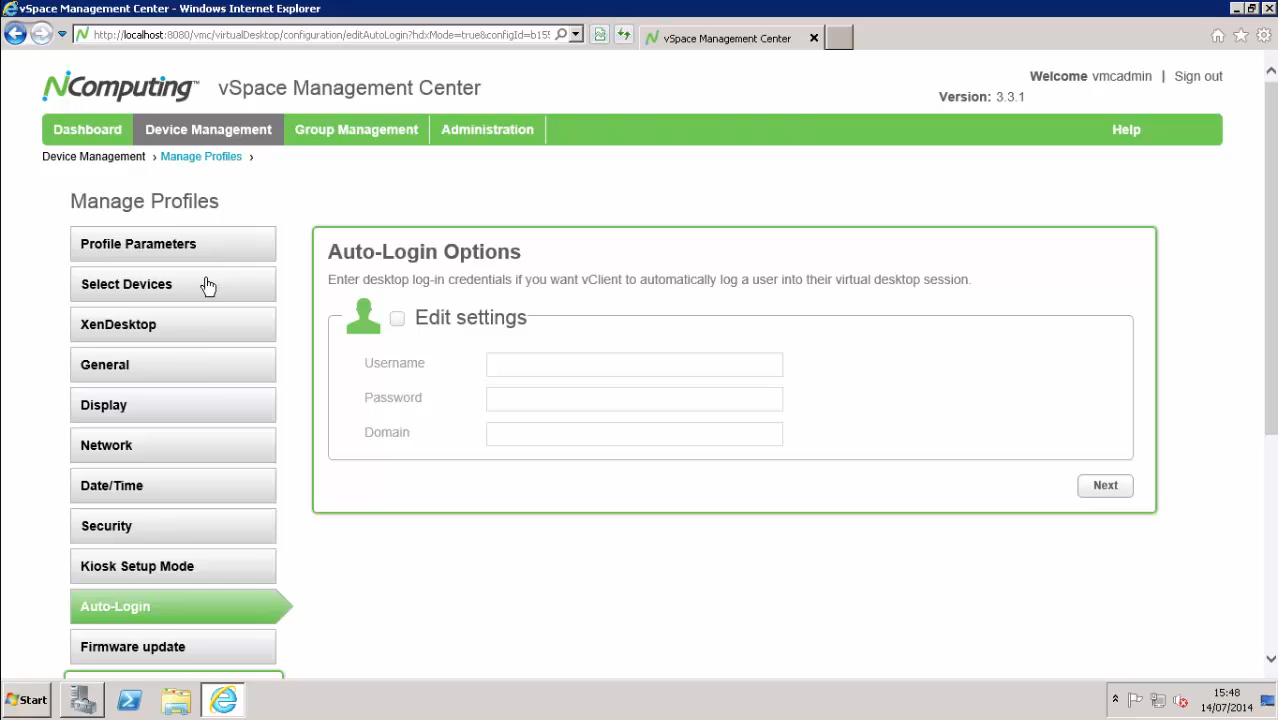 vSpace Management Center - Windows Internet Explorer
http://localhost:8080/vmc/virtualDesktop/configuration/editAutoLogin?hdxMode=true&configId=b155
vSpace Management Center
NComputing™ vSpace Management Center
Welcome vmcadmin | Sign out
Version: 3.3.1
Dashboard Device Management Group Management Administration Help
Device Management › Manage Profiles ›
Manage Profiles
Profile Parameters
Select Devices
XenDesktop
General
Display
Network
Date/Time
Security
Kiosk Setup Mode
Auto-Login
Firmware update
Auto-Login Options
Enter desktop log-in credentials if you want vClient to automatically log a user into their virtual desktop session.
Edit settings
Username
Password
Domain
Next
Start
15:48
14/07/2014